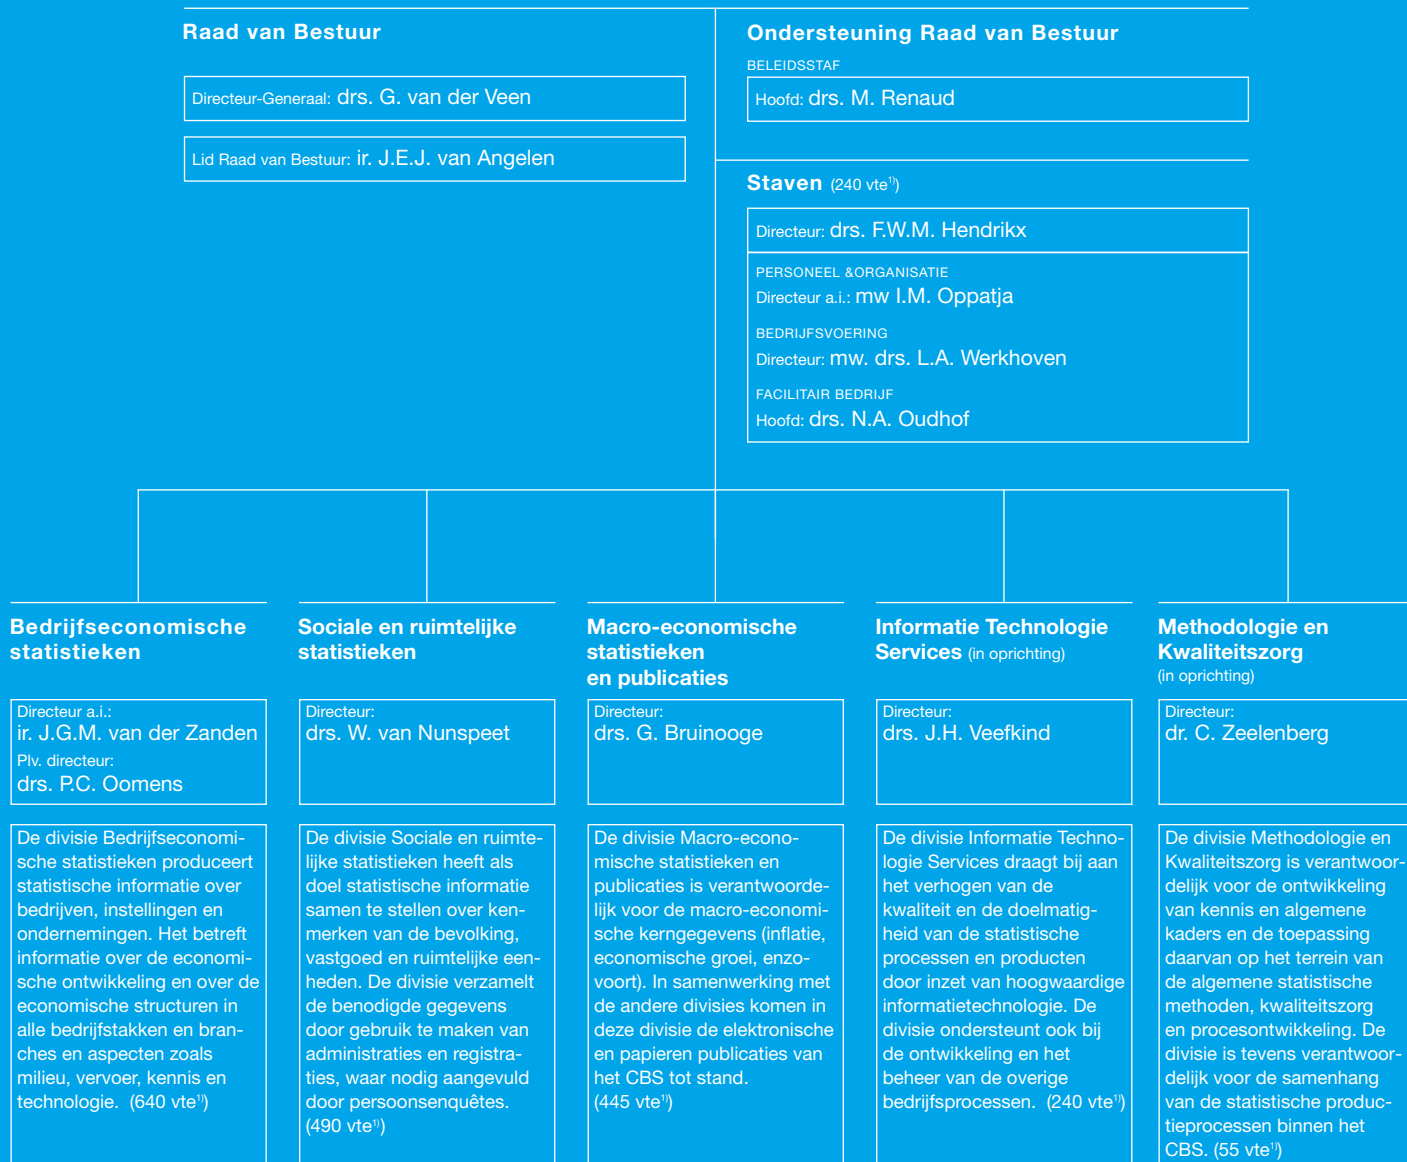 Raad van Bestuur
Directeur-Generaal: drs. G. van der Veen
Lid Raad van Bestuur: ir. J.E.J. van Angelen
Ondersteuning Raad van Bestuur
BELEIDSSTAF
Hoofd: drs. M. Renaud
Staven (240 vte¹⁾)
Directeur: drs. F.W.M. Hendrikx
PERSONEEL &ORGANISATIE
Directeur a.i.: mw I.M. Oppatja
BEDRIJFSVOERING
Directeur: mw. drs. L.A. Werkhoven
FACILITAIR BEDRIJF
Hoofd: drs. N.A. Oudhof
Bedrijfseconomische
statistieken
Directeur a.i.:
ir. J.G.M. van der Zanden
Plv. directeur:
drs. P.C. Oomens
De divisie Bedrijfseconomi-
sche statistieken produceert
statistische informatie over
bedrijven, instellingen en
ondernemingen. Het betreft
informatie over de economi-
sche ontwikkeling en over de
economische structuren in
alle bedrijfstakken en bran-
ches en aspecten zoals
milieu, vervoer, kennis en
technologie. (640 vte¹⁾)
Sociale en ruimtelijke
statistieken
Directeur:
drs. W. van Nunspeet
De divisie Sociale en ruimte-
lijke statistieken heeft als
doel statistische informatie
samen te stellen over ken-
merken van de bevolking,
vastgoed en ruimtelijke een-
heden. De divisie verzamelt
de benodigde gegevens
door gebruik te maken van
administraties en registra-
ties, waar nodig aangevuld
door persoonsenquêtes.
(490 vte¹⁾)
Macro-economische
statistieken
en publicaties
Directeur:
drs. G. Bruinooge
De divisie Macro-econo-
mische statistieken en
publicaties is verantwoorde-
lijk voor de macro-economi-
sche kerngegevens (inflatie,
economische groei, enzo-
voort). In samenwerking met
de andere divisies komen in
deze divisie de elektronische
en papieren publicaties van
het CBS tot stand.
(445 vte¹⁾)
Informatie Technologie
Services (in oprichting)
Directeur:
drs. J.H. Veefkind
De divisie Informatie Techno-
logie Services draagt bij aan
het verhogen van de
kwaliteit en de doelmatig-
heid van de statistische
processen en producten
door inzet van hoogwaardige
informatietechnologie. De
divisie ondersteunt ook bij
de ontwikkeling en het
beheer van de overige
bedrijfsprocessen. (240 vte¹⁾)
Methodologie en
Kwaliteitszorg
(in oprichting)
Directeur:
dr. C. Zeelenberg
De divisie Methodologie en
Kwaliteitszorg is verantwoor-
delijk voor de ontwikkeling
van kennis en algemene
kaders en de toepassing
daarvan op het terrein van
de algemene statistische
methoden, kwaliteitszorg
en procesontwikkeling. De
divisie is tevens verantwoor-
delijk voor de samenhang
van de statistische produc-
tieprocessen binnen het
CBS. (55 vte¹⁾)